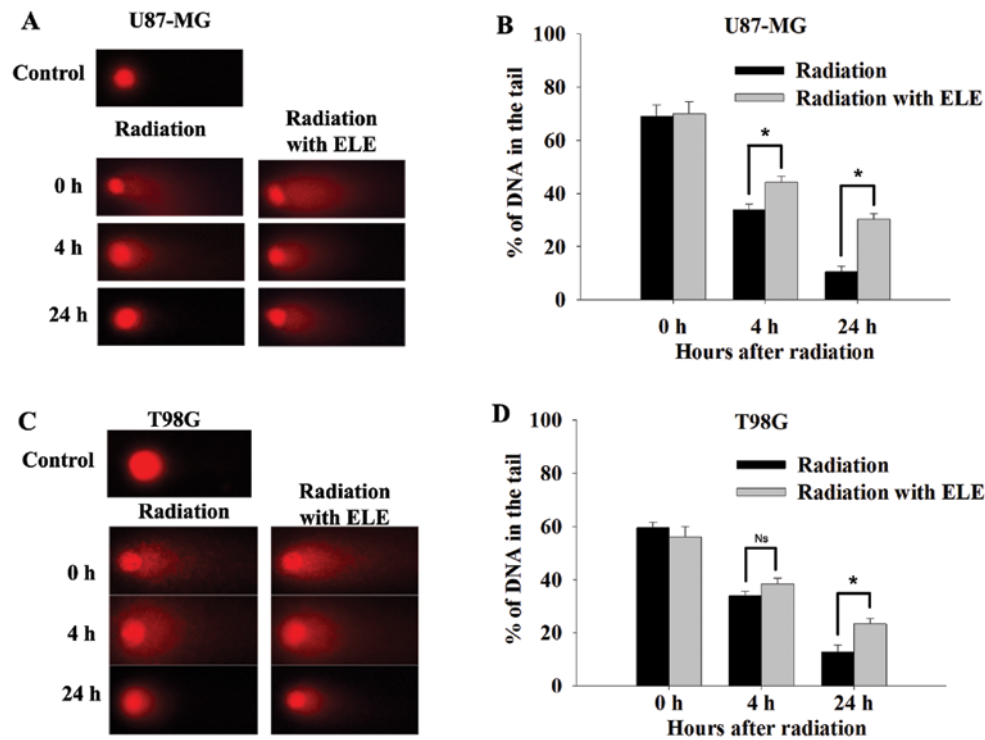 A
U87-MG
Control
Radiation
Radiation
with ELE
0 h
4 h
24 h
B
U87-MG
% of DNA in the tail
100
80
60
40
20
0
Radiation
Radiation with ELE
*
*
0 h
4 h
24 h
Hours after radiation
C
T98G
Control
Radiation
Radiation
with ELE
0 h
4 h
24 h
D
T98G
% of DNA in the tail
100
80
60
40
20
0
Radiation
Radiation with ELE
Ns
*
0 h
4 h
24 h
Hours after radiation